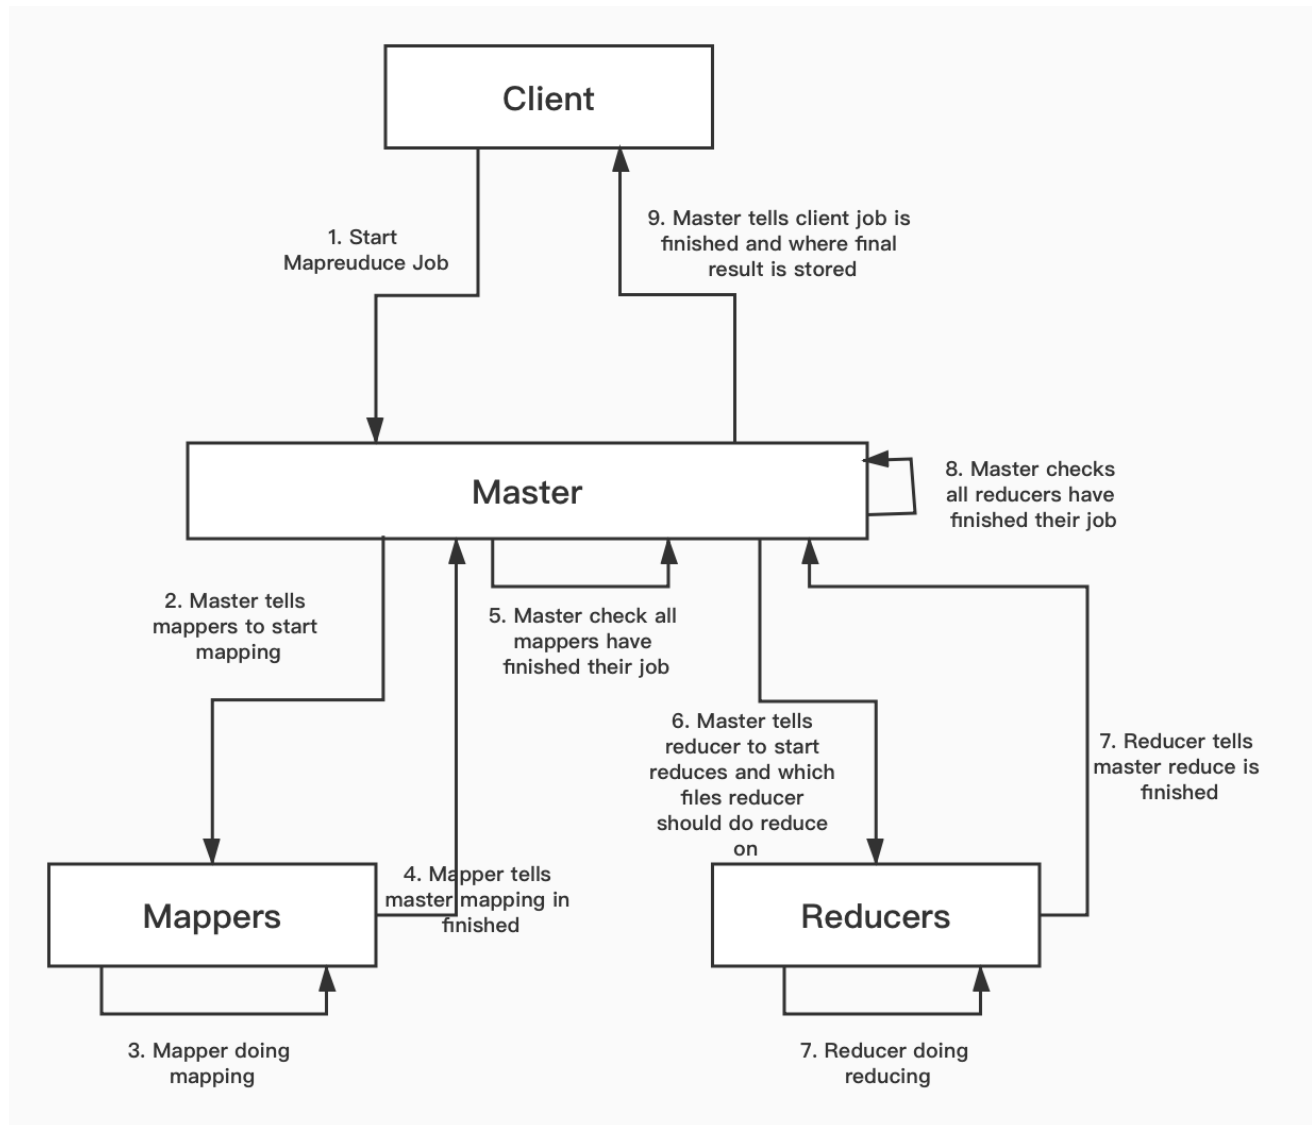 Client
1. Start
Mapreuduce Job
9. Master tells client job is
finished and where final
result is stored
Master
8. Master checks
all reducers have
finished their job
2. Master tells
mappers to start
mapping
5. Master check all
mappers have
finished their job
6. Master tells
reducer to start
reduces and which
files reducer
should do reduce
on
7. Reducer tells
master reduce is
finished
4. Mapper tells
master mapping in
finished
Mappers
Reducers
3. Mapper doing
mapping
7. Reducer doing
reducing